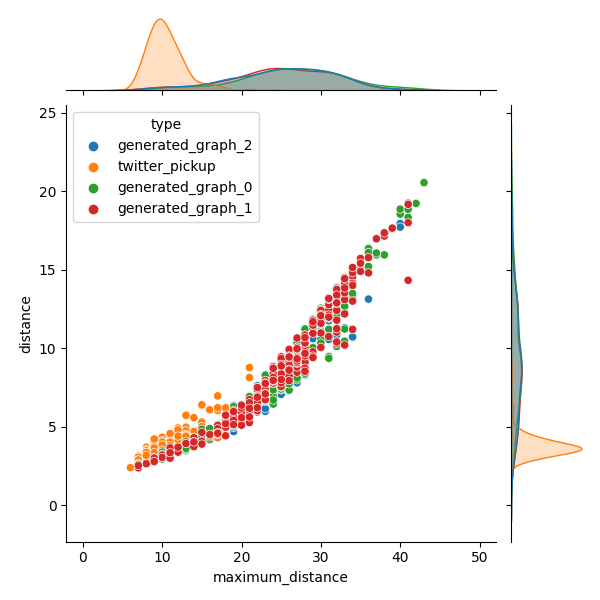 25
20
15
10
5
0
distance
type
generated_graph_2
twitter_pickup
generated_graph_0
generated_graph_1
0
10
20
30
40
50
maximum_distance